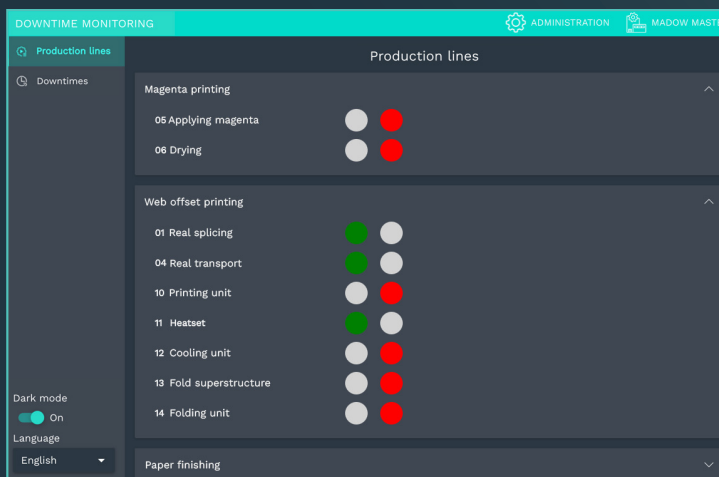 DOWNTIME MONITORING
ADMINISTRATION
MADOW MAST
Production lines
Downtimes
Dark mode
On
Language
English
Production lines
Magenta printing
05 Applying magenta
06 Drying
Web offset printing
01 Real splicing
04 Real transport
10 Printing unit
11 Heatset
12 Cooling unit
13 Fold superstructure
14 Folding unit
Paper finishing